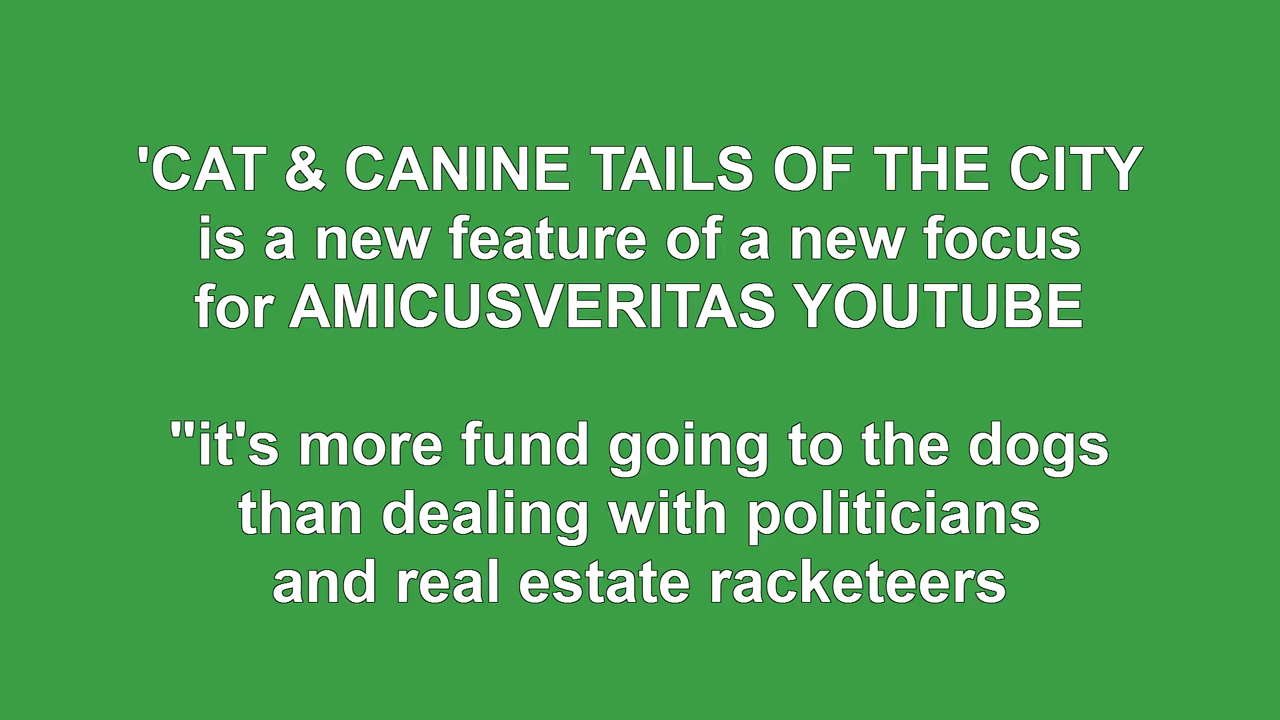 'CAT & CANINE TAILS OF THE CITY
is a new feature of a new focus
for AMICUSVERITAS YOUTUBE
"it's more fund going to the dogs
than dealing with politicians
and real estate racketeers